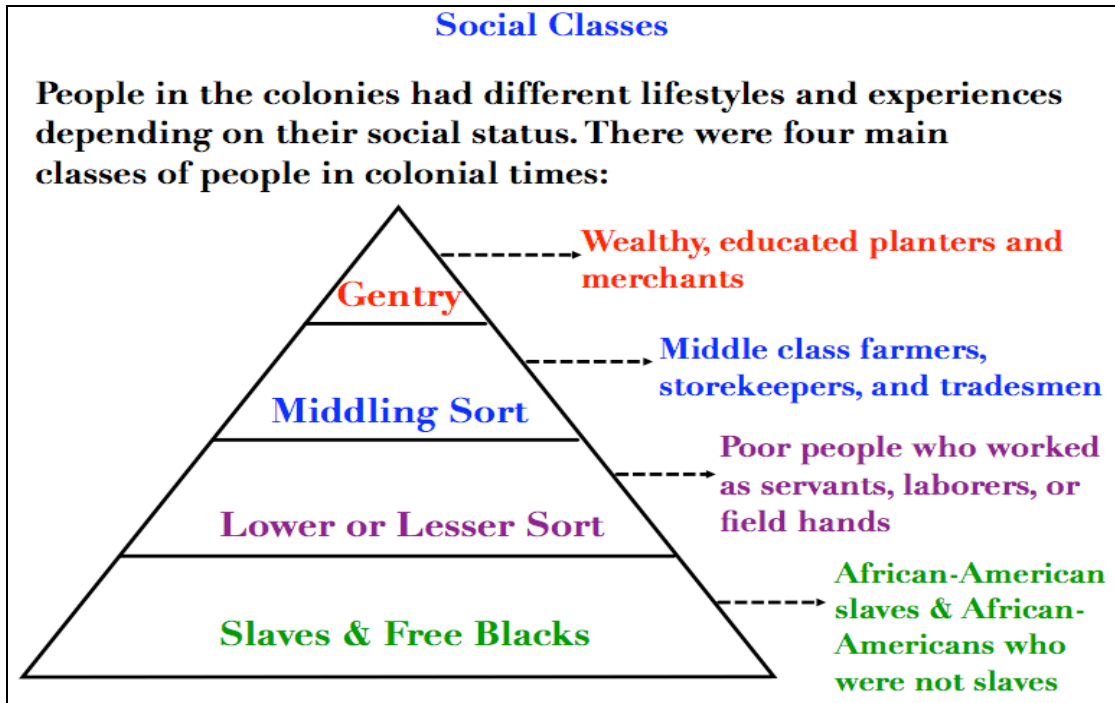 Social Classes
People in the colonies had different lifestyles and experiences
depending on their social status. There were four main
classes of people in colonial times:
Gentry
Wealthy, educated planters and
merchants
Middling Sort
Middle class farmers,
storekeepers, and tradesmen
Lower or Lesser Sort
Poor people who worked
as servants, laborers, or
field hands
Slaves & Free Blacks
African-American
slaves & African-
Americans who
were not slaves